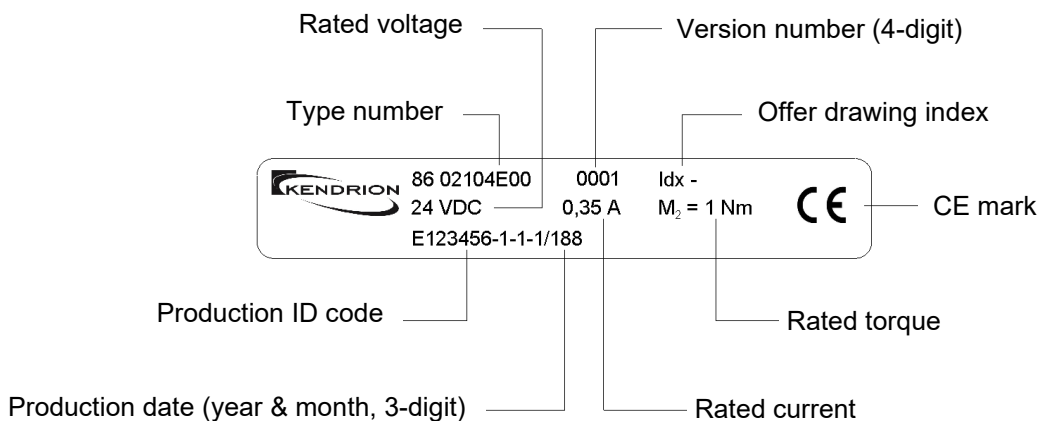 Rated voltage
Version number (4-digit)
Type number
Offer drawing index
KENDRION
86 02104E00 0001 Idx -
24 VDC 0,35 A M₂ = 1 Nm
E123456-1-1-1/188
CE
CE mark
Production ID code
Rated torque
Production date (year & month, 3-digit)
Rated current